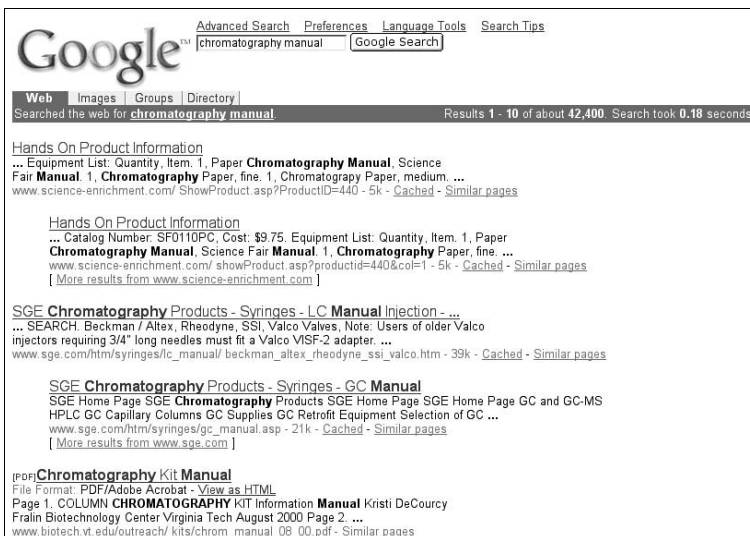 Advanced Search Preferences Language Tools Search Tips
Google™
chromatography manual Google Search
Web Images Groups Directory
Searched the web for chromatography manual. Results 1 - 10 of about 42,400. Search took 0.18 seconds
Hands On Product Information
... Equipment List: Quantity, Item. 1, Paper Chromatography Manual, Science
Fair Manual. 1, Chromatography Paper, fine. 1, Chromatograpy Paper, medium. ...
www.science-enrichment.com/ ShowProduct.asp?ProductID=440 - 5k - Cached - Similar pages
Hands On Product Information
... Catalog Number: SF0110PC, Cost: $9.75. Equipment List: Quantity, Item. 1, Paper
Chromatography Manual, Science Fair Manual. 1, Chromatography Paper, fine. ...
www.science-enrichment.com/ showProduct.asp?productid=440&col=1 - 5k - Cached - Similar pages
[ More results from www.science-enrichment.com ]
SGE Chromatography Products - Syringes - LC Manual Injection - ...
... SEARCH. Beckman / Altex, Rheodyne, SSI, Valco Valves, Note: Users of older Valco
injectors requiring 3/4" long needles must fit a Valco VISF-2 adapter. ...
www.sge.com/htm/syringes/lc_manual/ beckman_altex_rheodyne_ssi_valco.htm - 39k - Cached - Similar pages
SGE Chromatography Products - Syringes - GC Manual
SGE Home Page SGE Chromatography Products SGE Home Page SGE Home Page GC and GC-MS
HPLC GC Capillary Columns GC Supplies GC Retrofit Equipment Selection of GC ...
www.sge.com/htm/syringes/gc_manual.asp - 21k - Cached - Similar pages
[ More results from www.sge.com ]
[PDF]Chromatography Kit Manual
File Format: PDF/Adobe Acrobat - View as HTML
Page 1. COLUMN CHROMATOGRAPHY KIT Information Manual Kristi DeCourcy
Fralin Biotechnology Center Virginia Tech August 2000 Page 2. ...
www.biotech.vt.edu/outreach/ kits/chrom_manual_08_00.pdf - Similar pages